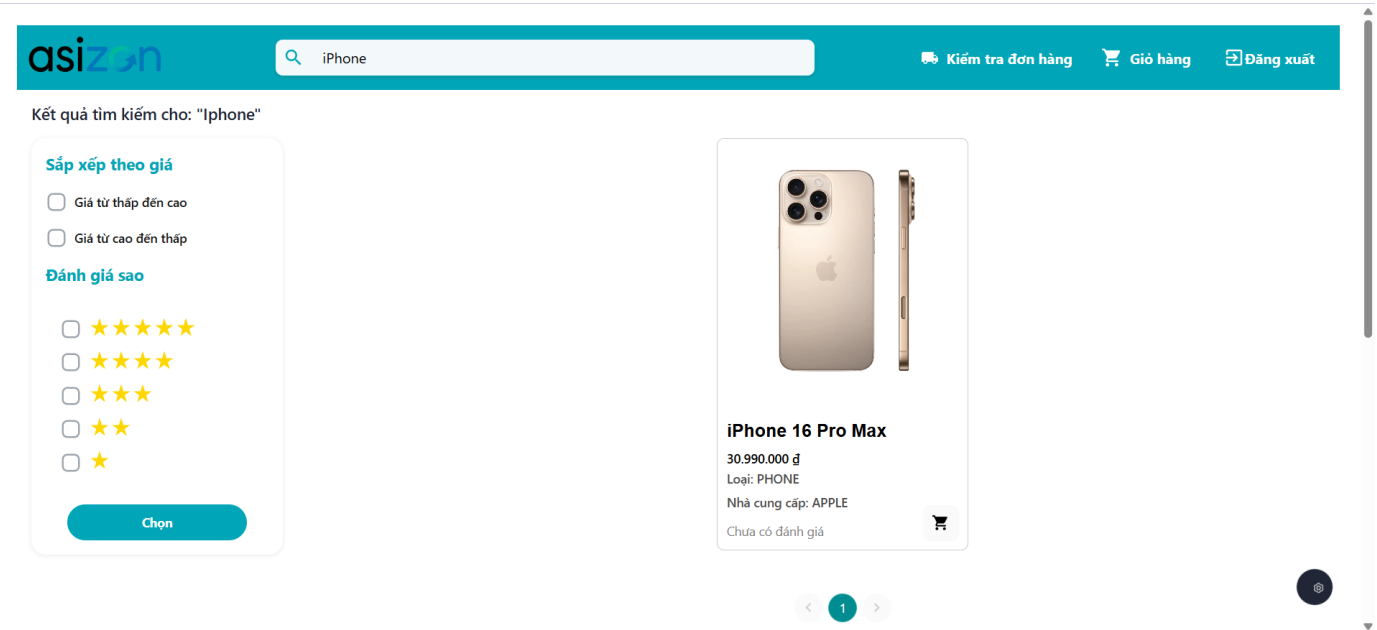 asizon
iPhone
Kiểm tra đơn hàng
Giỏ hàng
Đăng xuất
Kết quả tìm kiếm cho: "Iphone"
Sắp xếp theo giá
Giá từ thấp đến cao
Giá từ cao đến thấp
Đánh giá sao
Chọn
iPhone 16 Pro Max
30.990.000 ₫
Loại: PHONE
Nhà cung cấp: APPLE
Chưa có đánh giá
1